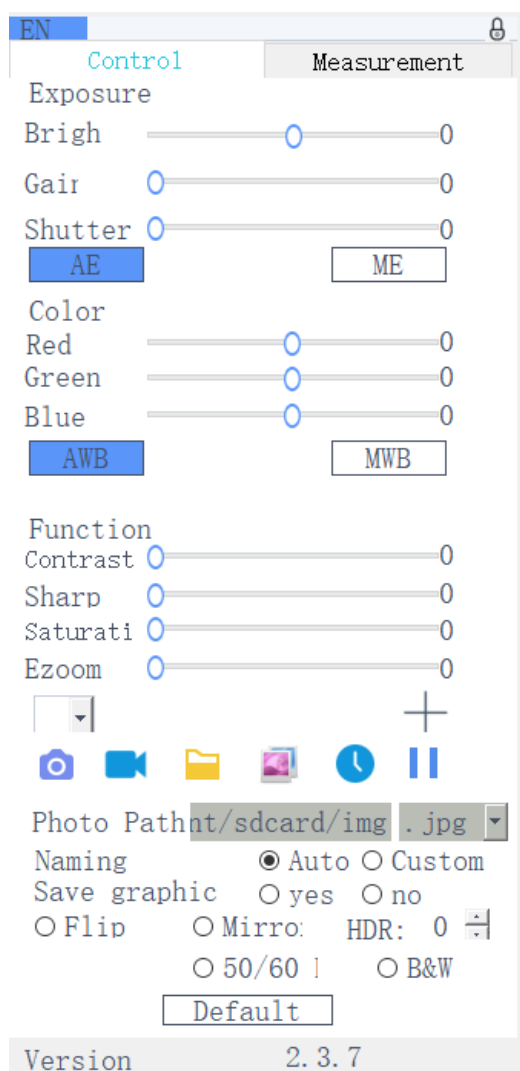 EN
Control Measurement
Exposure
Brigh 0
Gain 0
Shutter 0
AE ME
Color
Red 0
Green 0
Blue 0
AWB MWB
Function
Contrast 0
Sharp 0
Saturati 0
Ezoom 0
Photo Path nt/sdcard/img .jpg
Naming Auto Custom
Save graphic yes no
Flip Mirro HDR: 0
50/60 B&W
Default
Version 2.3.7